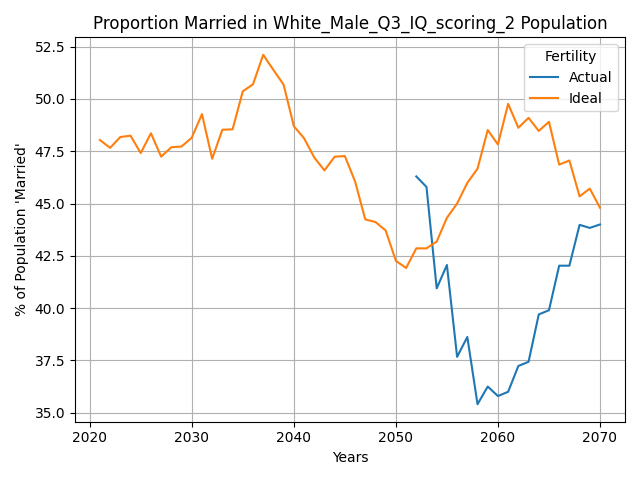 Proportion Married in White_Male_Q3_IQ_scoring_2 Population
% of Population 'Married'
52.5
50.0
47.5
45.0
42.5
40.0
37.5
35.0
Fertility
Actual
Ideal
2020
2030
2040
2050
2060
2070
Years